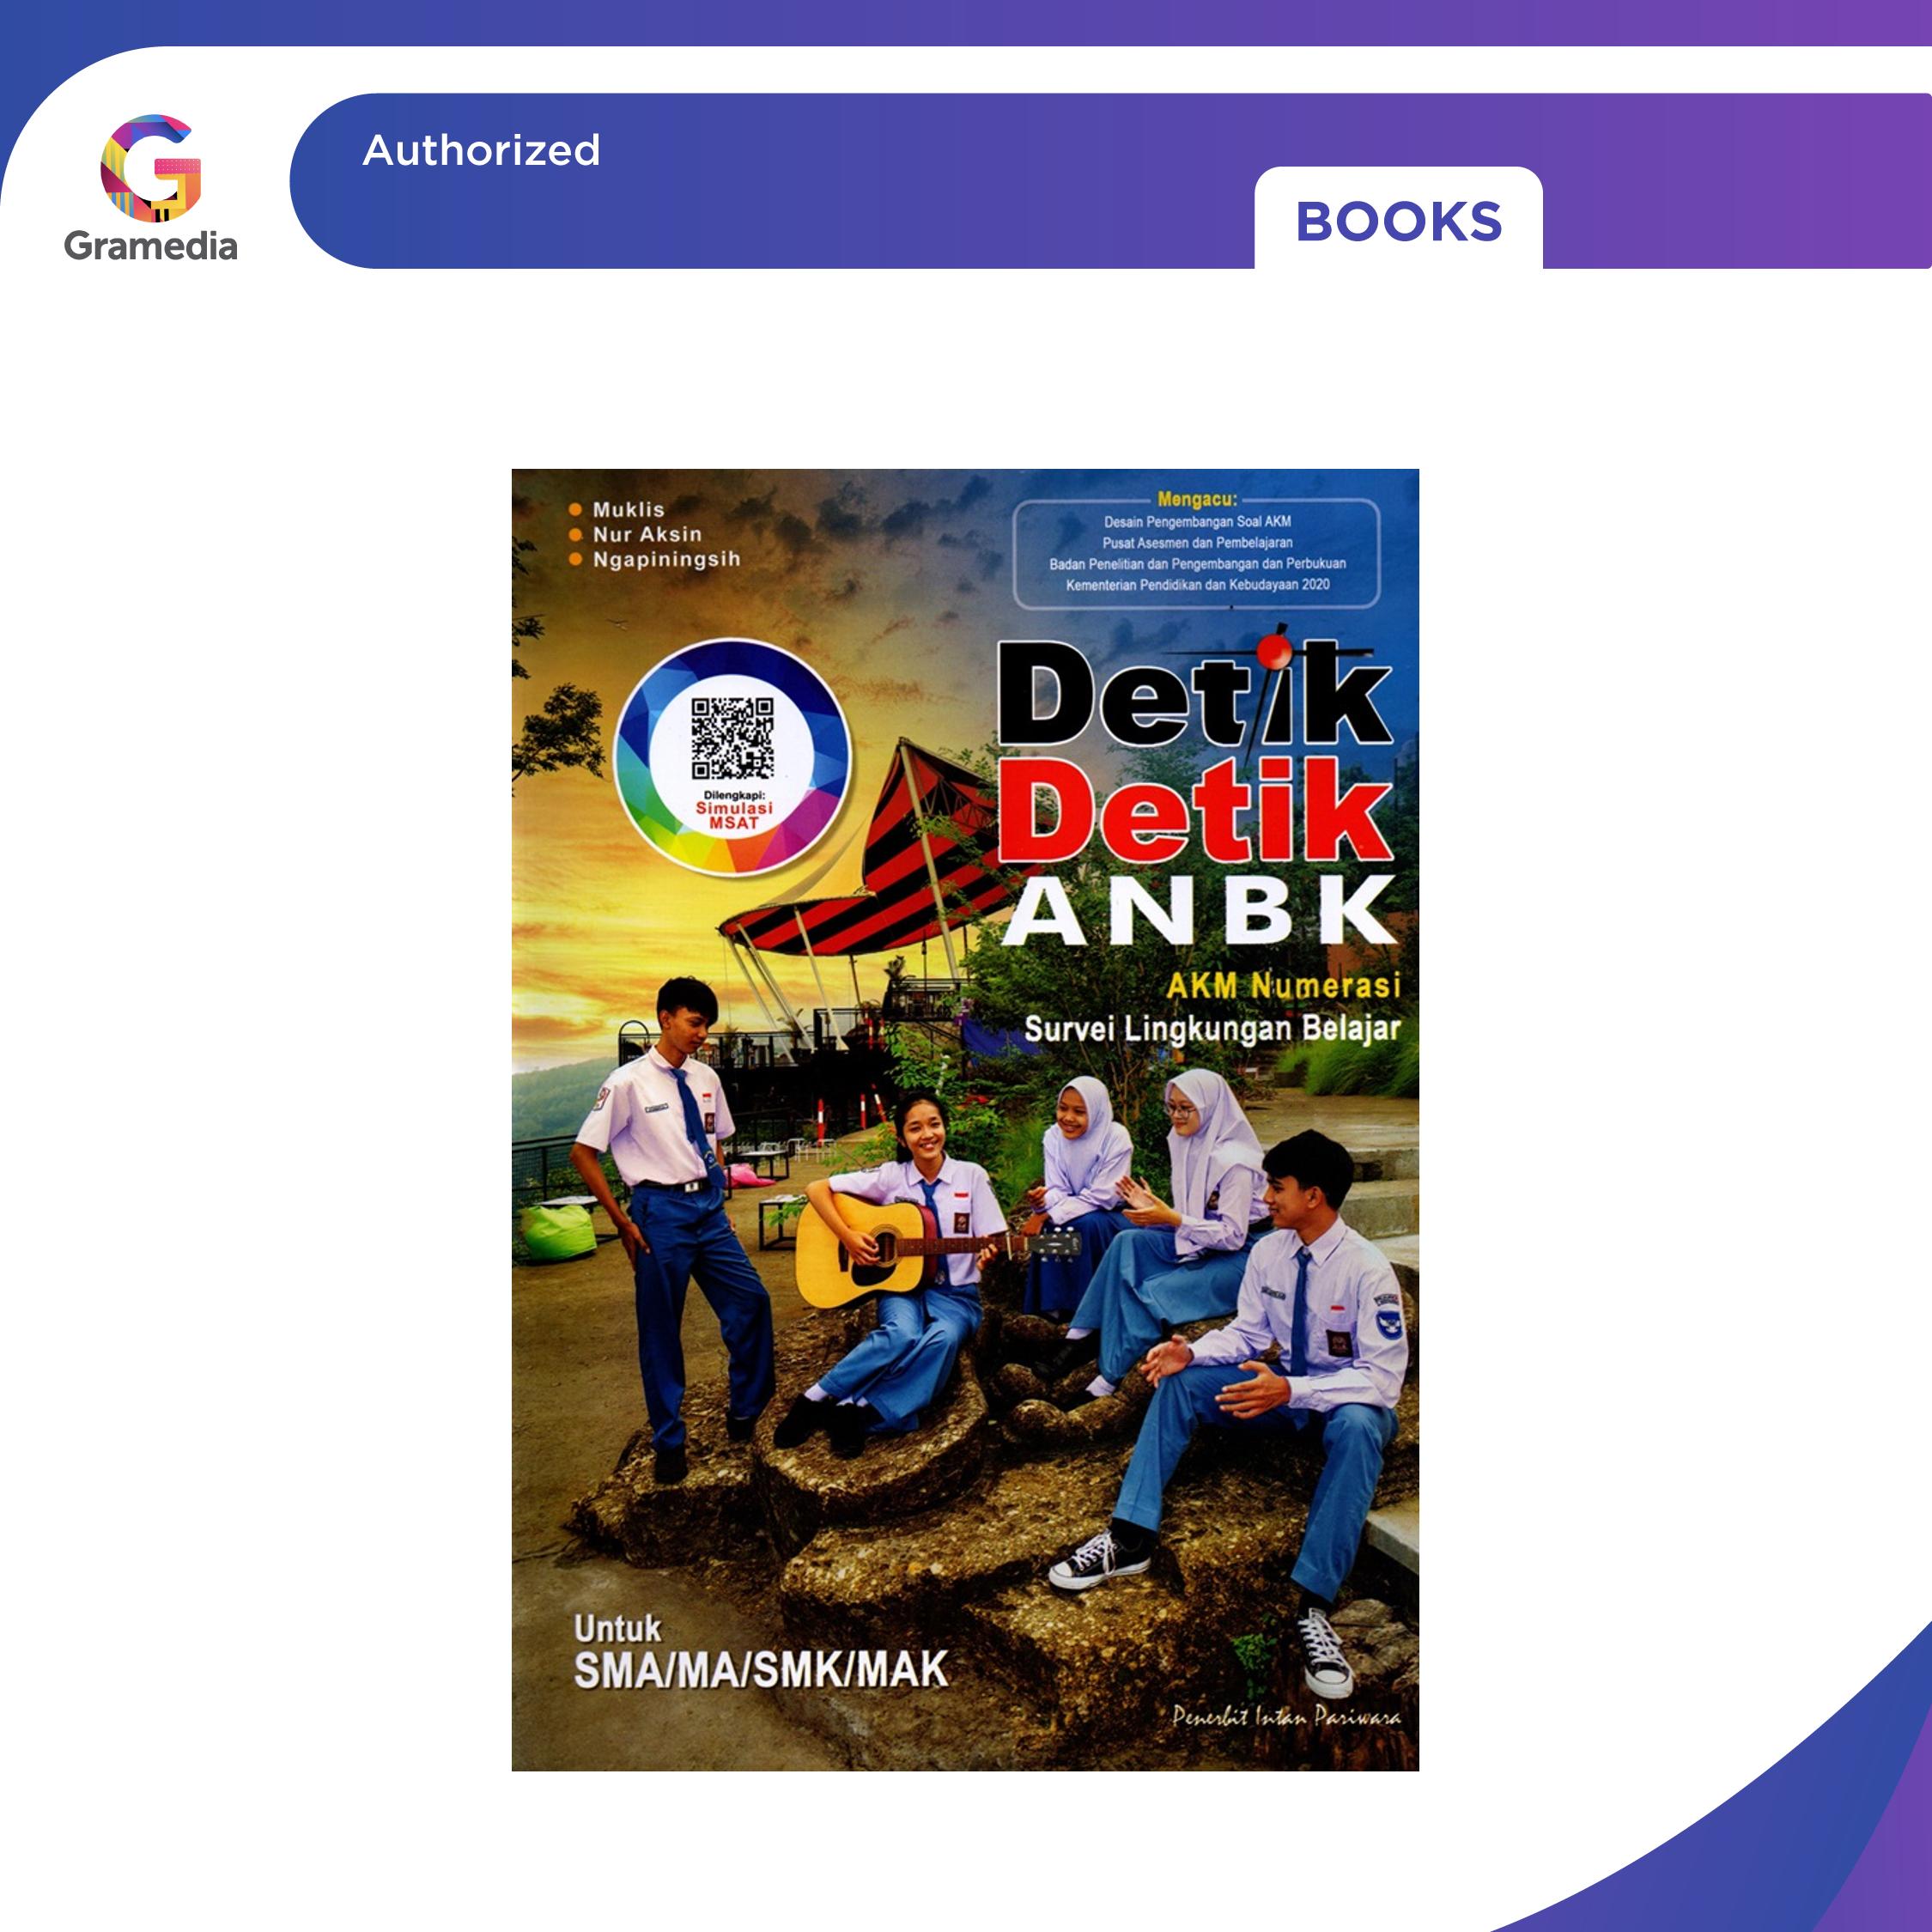 Gramedia
Authorized
BOOKS
Muklis
Nur Aksin
Ngapiningsih
Mengacu:
Desain Pengembangan Soal AKM
Pusat Asesmen dan Pembelajaran
Badan Penelitian dan Pengembangan dan Perbukuan
Kementerian Pendidikan dan Kebudayaan 2020
Dilengkapi:
Simulasi
MSAT
Detik
Detik
ANBK
AKM Numerasi
Survei Lingkungan Belajar
Untuk
SMA/MA/SMK/MAK
Penerbit Intan Pariwara